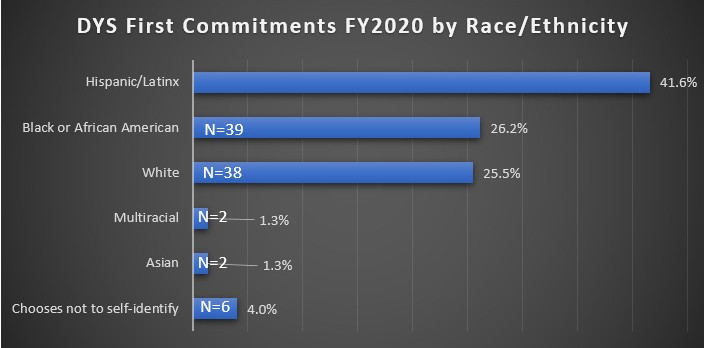 DYS First Commitments FY2020 by Race/Ethnicity
Hispanic/Latinx 41.6%
Black or African American N=39 26.2%
White N=38 25.5%
Multiracial N=2 1.3%
Asian N=2 1.3%
Chooses not to self-identify N=6 4.0%